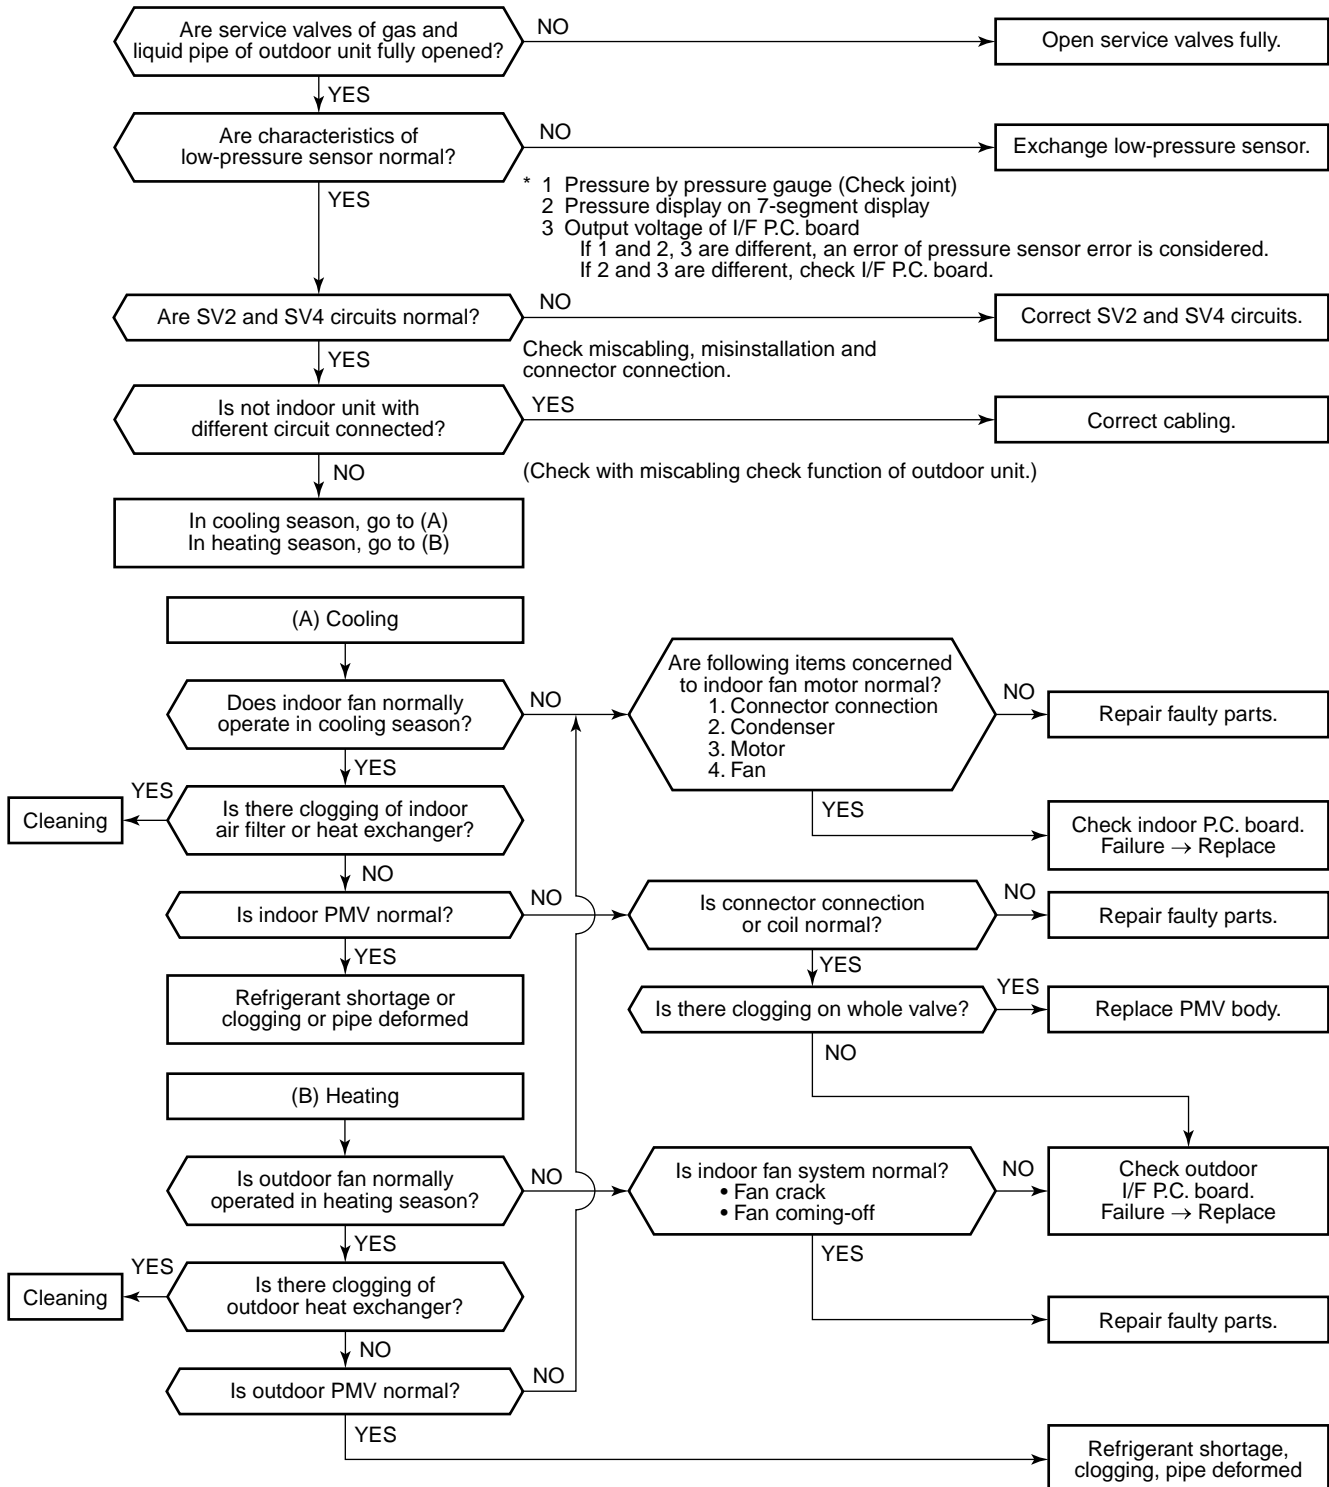 Are service valves of gas and
liquid pipe of outdoor unit fully opened?
NO
Open service valves fully.
YES
Are characteristics of
low-pressure sensor normal?
NO
Exchange low-pressure sensor.
YES
* 1 Pressure by pressure gauge (Check joint)
2 Pressure display on 7-segment display
3 Output voltage of I/F P.C. board
If 1 and 2, 3 are different, an error of pressure sensor error is considered.
If 2 and 3 are different, check I/F P.C. board.
Are SV2 and SV4 circuits normal?
NO
Correct SV2 and SV4 circuits.
YES
Check miscabling, misinstallation and
connector connection.
Is not indoor unit with
different circuit connected?
YES
Correct cabling.
NO
(Check with miscabling check function of outdoor unit.)
In cooling season, go to (A)
In heating season, go to (B)
(A) Cooling
Does indoor fan normally
operate in cooling season?
NO
Are following items concerned
to indoor fan motor normal?
1. Connector connection
2. Condenser
3. Motor
4. Fan
NO
Repair faulty parts.
YES
YES
Cleaning
Is there clogging of indoor
air filter or heat exchanger?
YES
Check indoor P.C. board.
Failure → Replace
NO
Is indoor PMV normal?
NO
Is connector connection
or coil normal?
NO
Repair faulty parts.
YES
YES
Refrigerant shortage or
clogging or pipe deformed
Is there clogging on whole valve?
YES
Replace PMV body.
NO
(B) Heating
Is outdoor fan normally
operated in heating season?
NO
Is indoor fan system normal?
• Fan crack
• Fan coming-off
NO
Check outdoor
I/F P.C. board.
Failure → Replace
YES
YES
YES
Cleaning
Is there clogging of
outdoor heat exchanger?
Repair faulty parts.
NO
Is outdoor PMV normal?
NO
YES
Refrigerant shortage,
clogging, pipe deformed